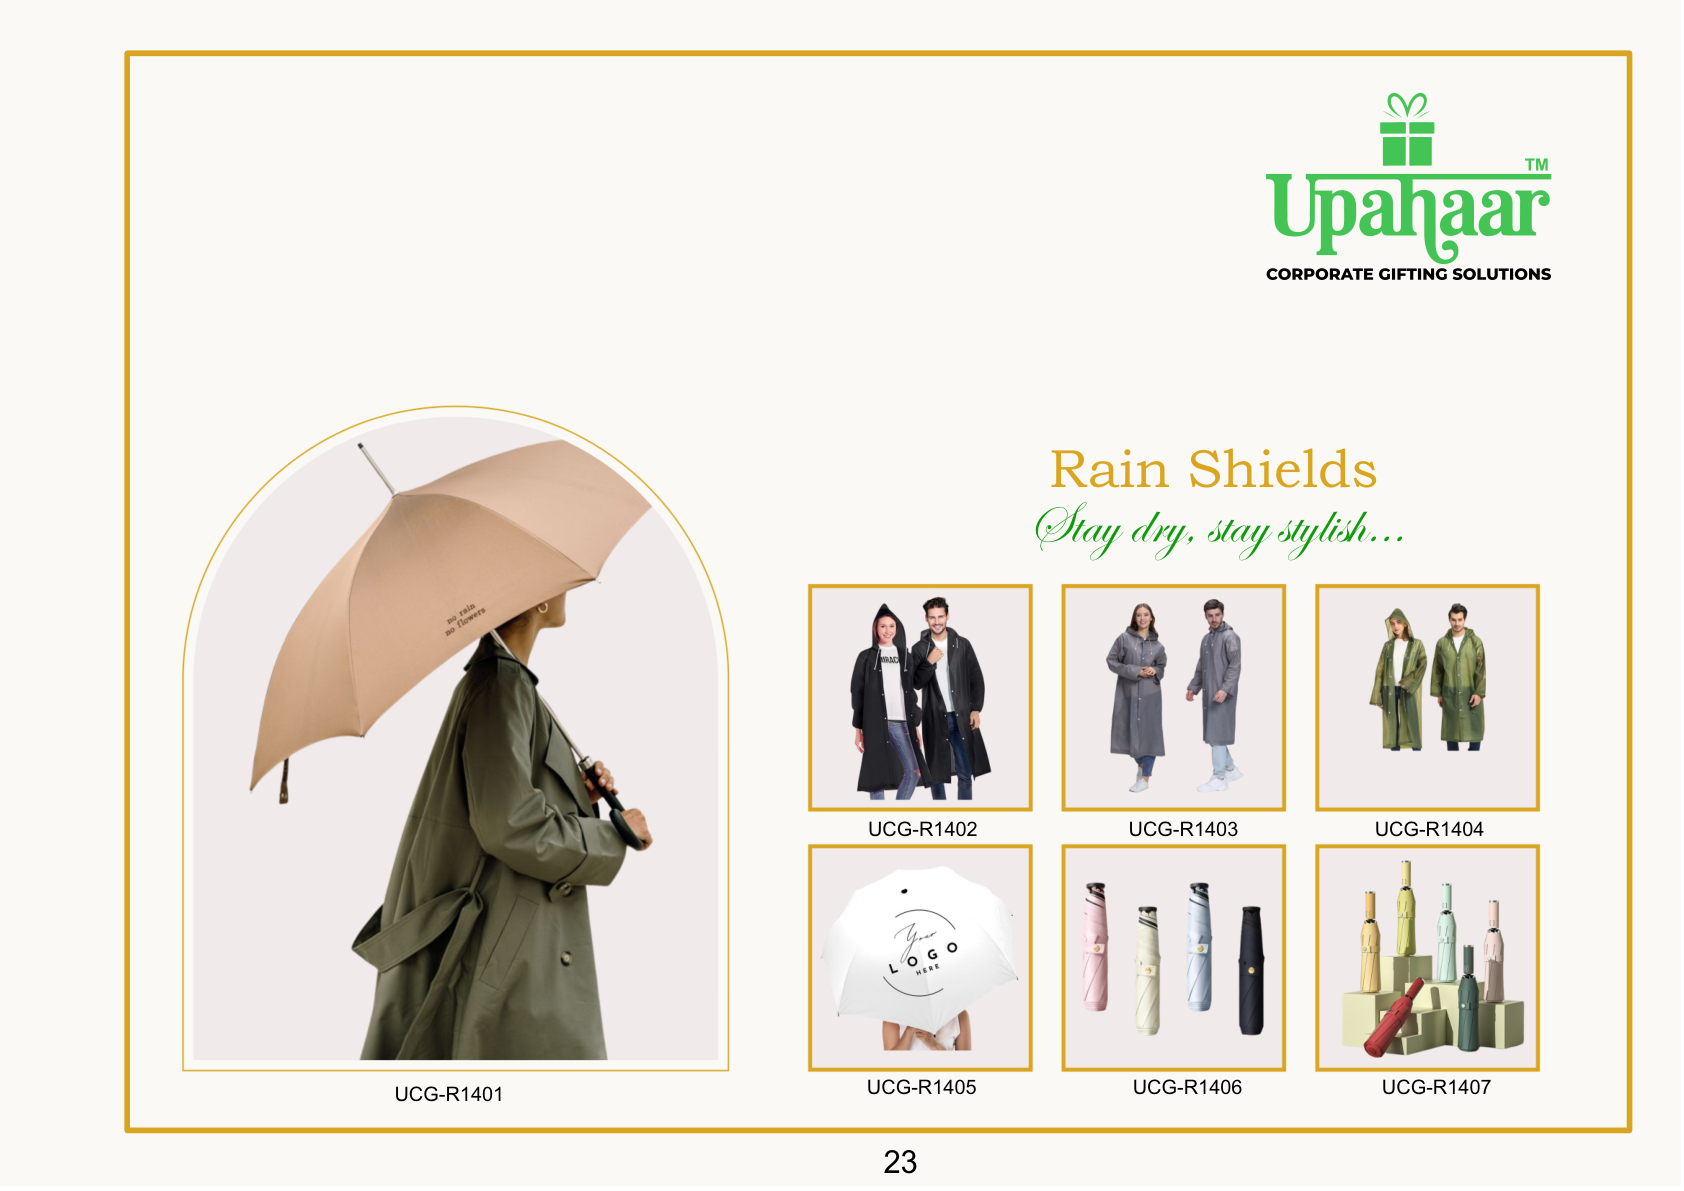 TM
Upahaar
CORPORATE GIFTING SOLUTIONS
Rain Shields
Stay dry, stay stylish...
no rain
no flowers
UCG-R1401
UCG-R1402
UCG-R1403
UCG-R1404
Your
LOGO
HERE
UCG-R1405
UCG-R1406
UCG-R1407
23